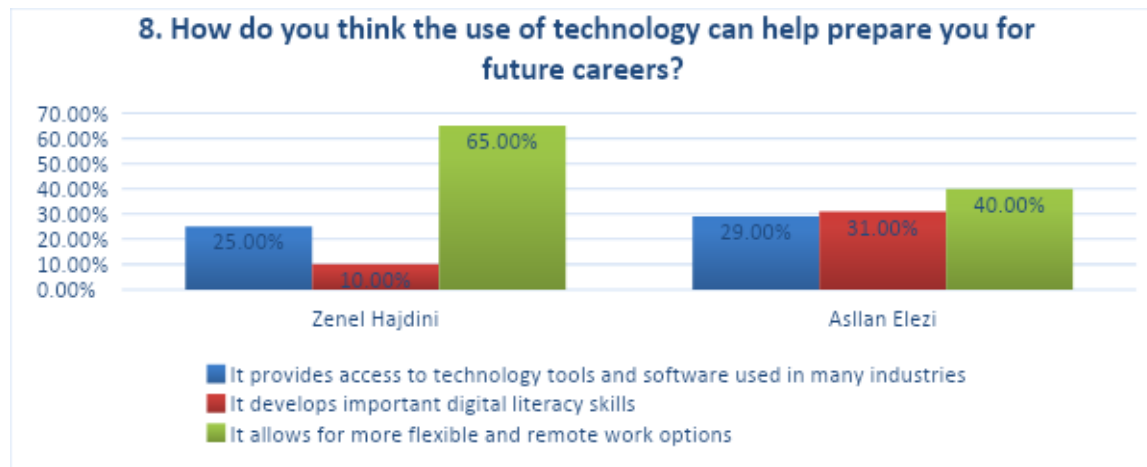 8. How do you think the use of technology can help prepare you for
future careers?
70.00%
60.00%
50.00%
40.00%
30.00%
20.00%
10.00%
0.00%
25.00%
10.00%
65.00%
29.00%
31.00%
40.00%
Zenel Hajdini
Asllan Elezi
It provides access to technology tools and software used in many industries
It develops important digital literacy skills
It allows for more flexible and remote work options